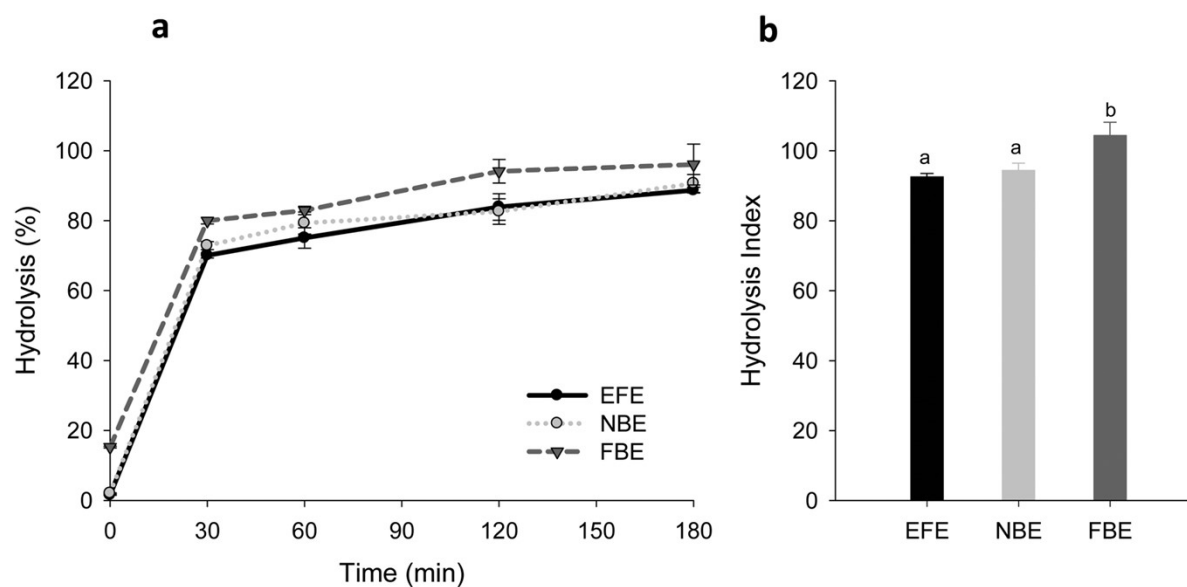 a
120
100
80
60
40
20
0
Hydrolysis (%)
0 30 60 90 120 150 180
Time (min)
EFE
NBE
FBE
b
120
100
80
60
40
20
0
Hydrolysis Index
a a b
EFE NBE FBE